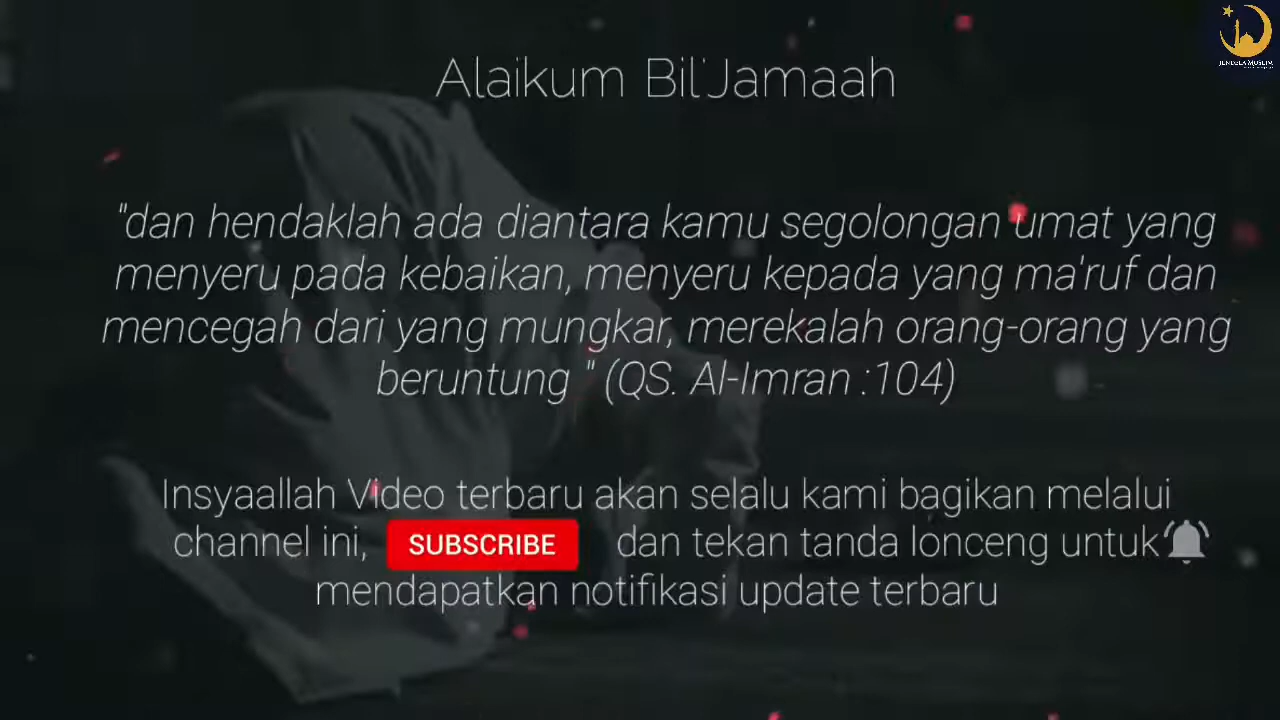 JENDELA MUSLIM
Alaikum Bil'Jamaah
"dan hendaklah ada diantara kamu segolongan umat yang
menyeru pada kebaikan, menyeru kepada yang ma'ruf dan
mencegah dari yang mungkar, merekalah orang-orang yang
beruntung " (QS. Al-Imran :104)
Insyaallah Video terbaru akan selalu kami bagikan melalui
channel ini, SUBSCRIBE dan tekan tanda lonceng untuk
mendapatkan notifikasi update terbaru